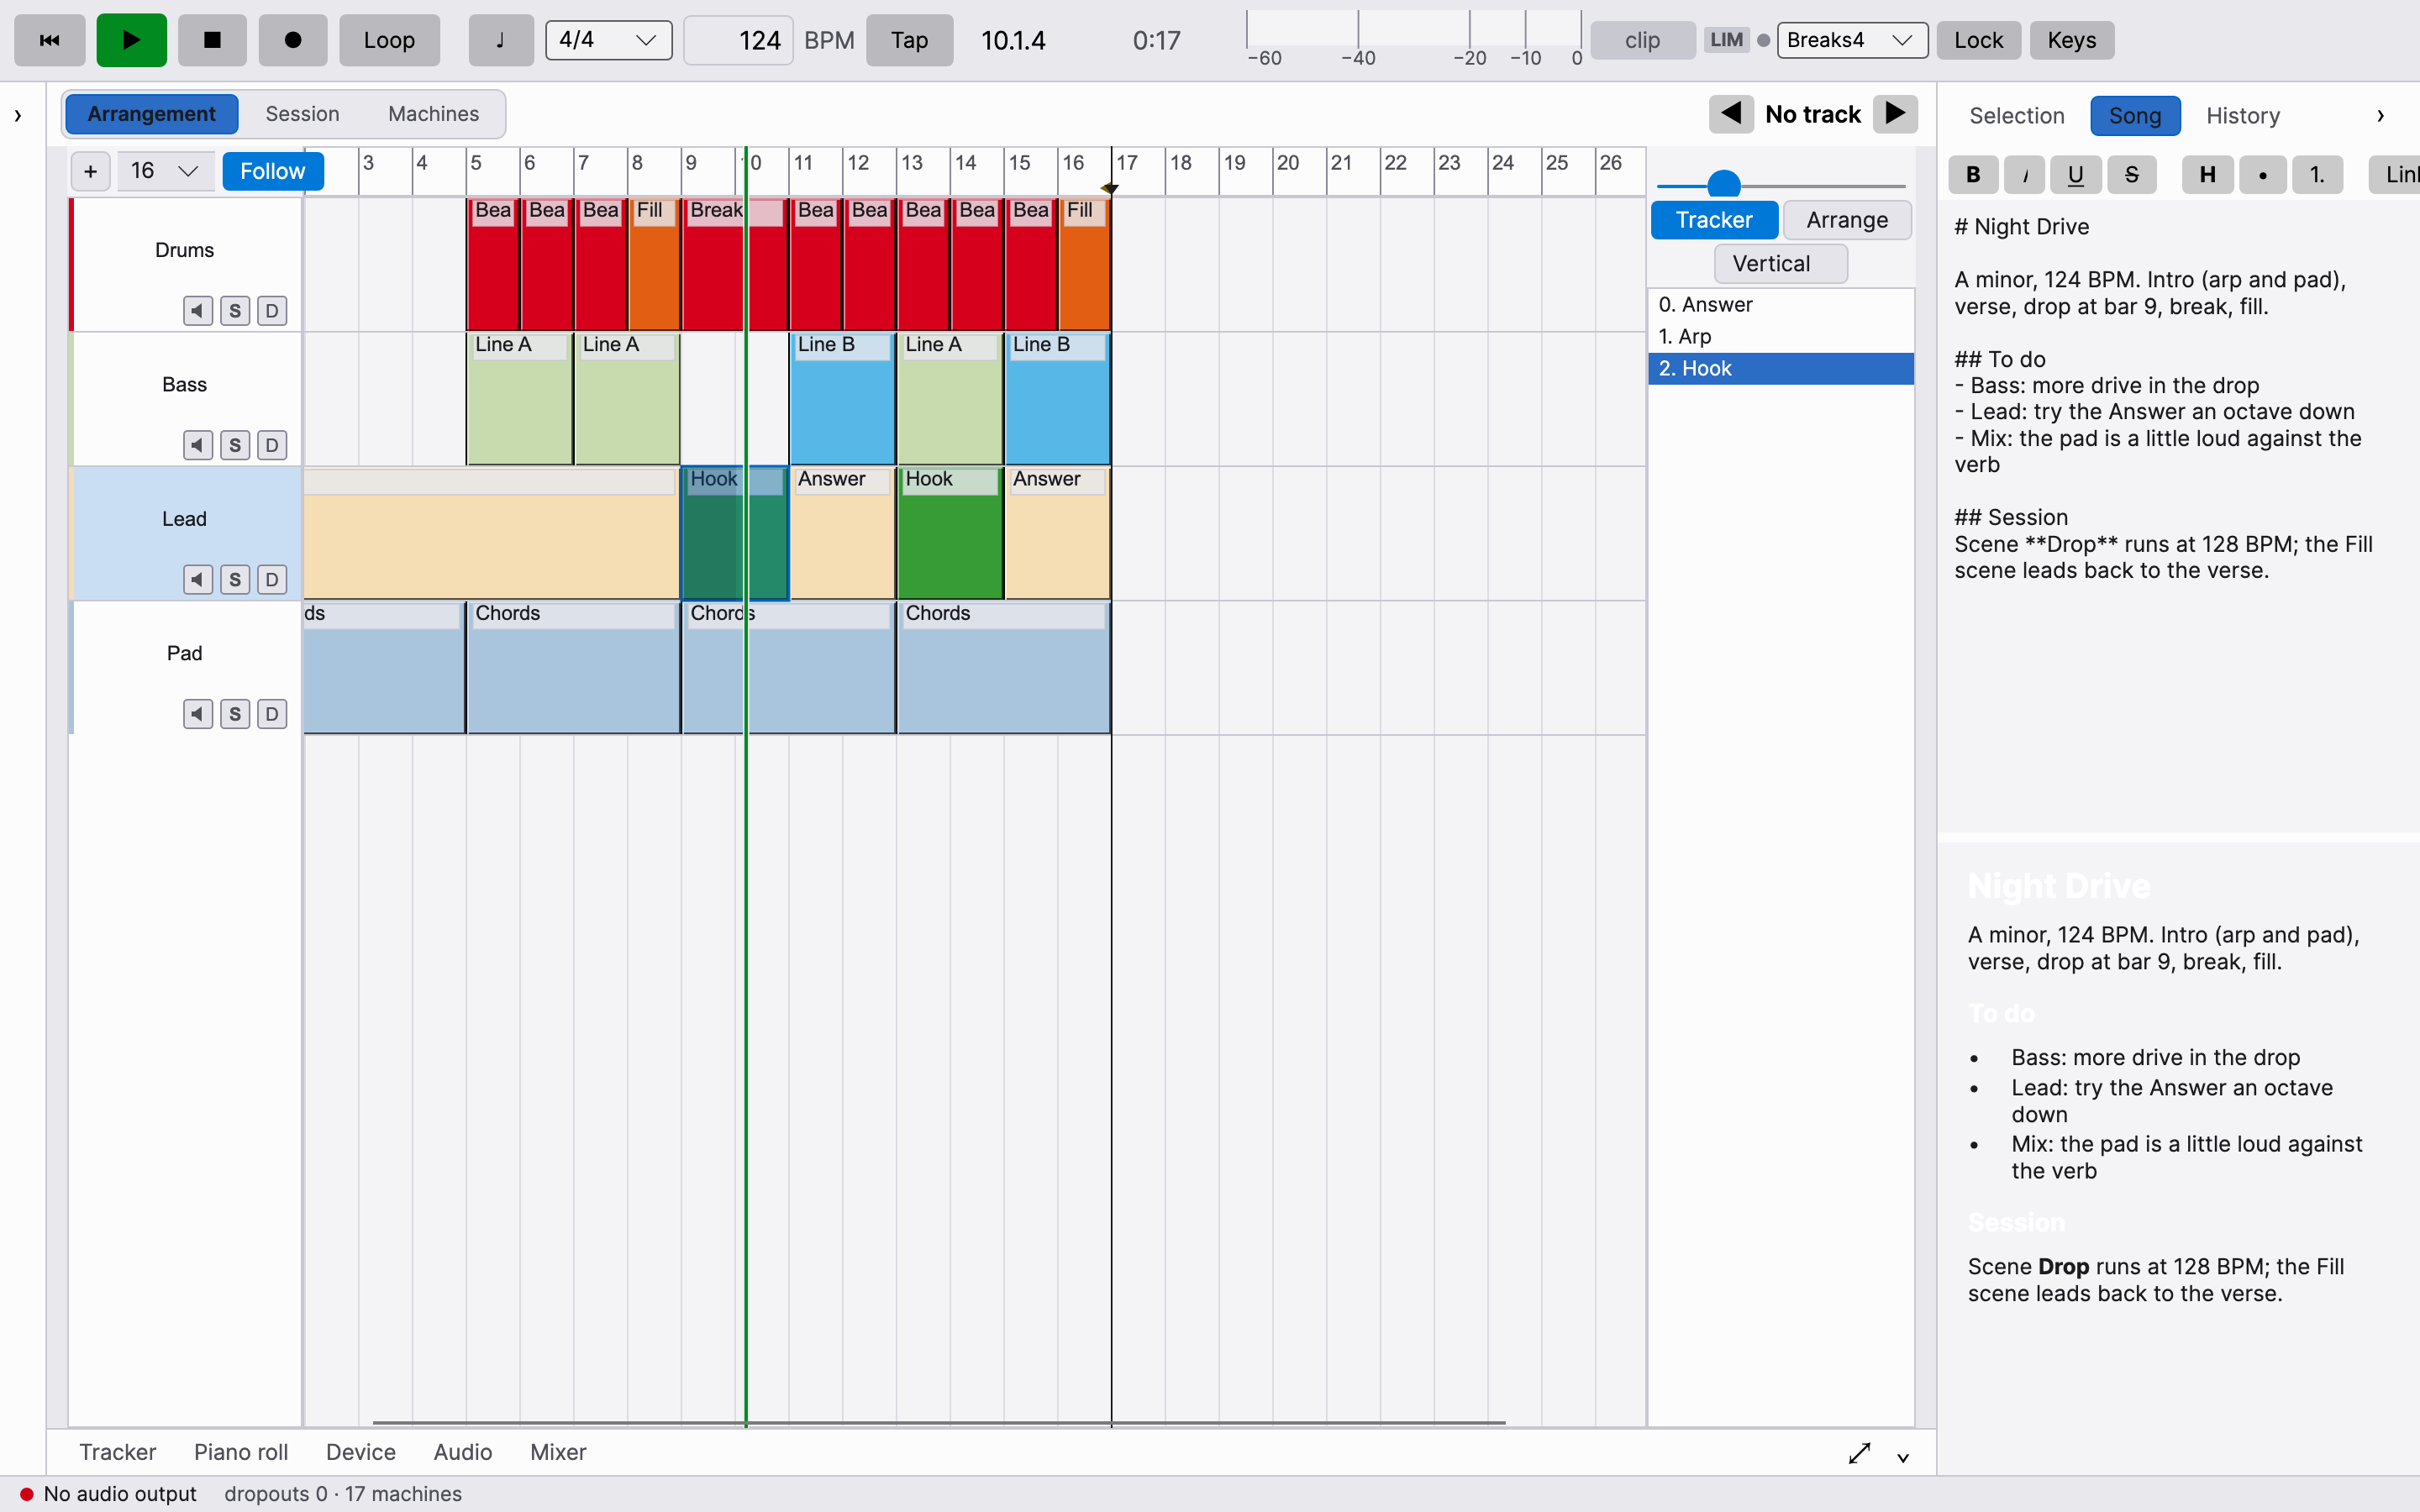 Loop 4/4 124 BPM Tap 10.1.4 0:17 −60 −40 −20 −10 0 clip LIM Breaks4 Lock Keys
Arrangement Session Machines No track Selection Song History
+ 16 Follow 3 4 5 6 7 8 9 10 11 12 13 14 15 16 17 18 19 20 21 22 23 24 25 26
B I U S H • 1. Link
Tracker Arrange
Vertical
0. Answer
1. Arp
2. Hook
Drums Bea Bea Bea Fill Break Bea Bea Bea Bea Bea Fill
S D
Bass Line A Line A Line B Line A Line B
S D
Lead Hook Answer Hook Answer
S D
Pad ds Chords Chords Chords
S D
# Night Drive
A minor, 124 BPM. Intro (arp and pad),
verse, drop at bar 9, break, fill.
## To do
- Bass: more drive in the drop
- Lead: try the Answer an octave down
- Mix: the pad is a little loud against the
verb
## Session
Scene **Drop** runs at 128 BPM; the Fill
scene leads back to the verse.
Night Drive
A minor, 124 BPM. Intro (arp and pad),
verse, drop at bar 9, break, fill.
To do
• Bass: more drive in the drop
• Lead: try the Answer an octave
down
• Mix: the pad is a little loud against
the verb
Session
Scene Drop runs at 128 BPM; the Fill
scene leads back to the verse.
Tracker Piano roll Device Audio Mixer
No audio output dropouts 0 · 17 machines